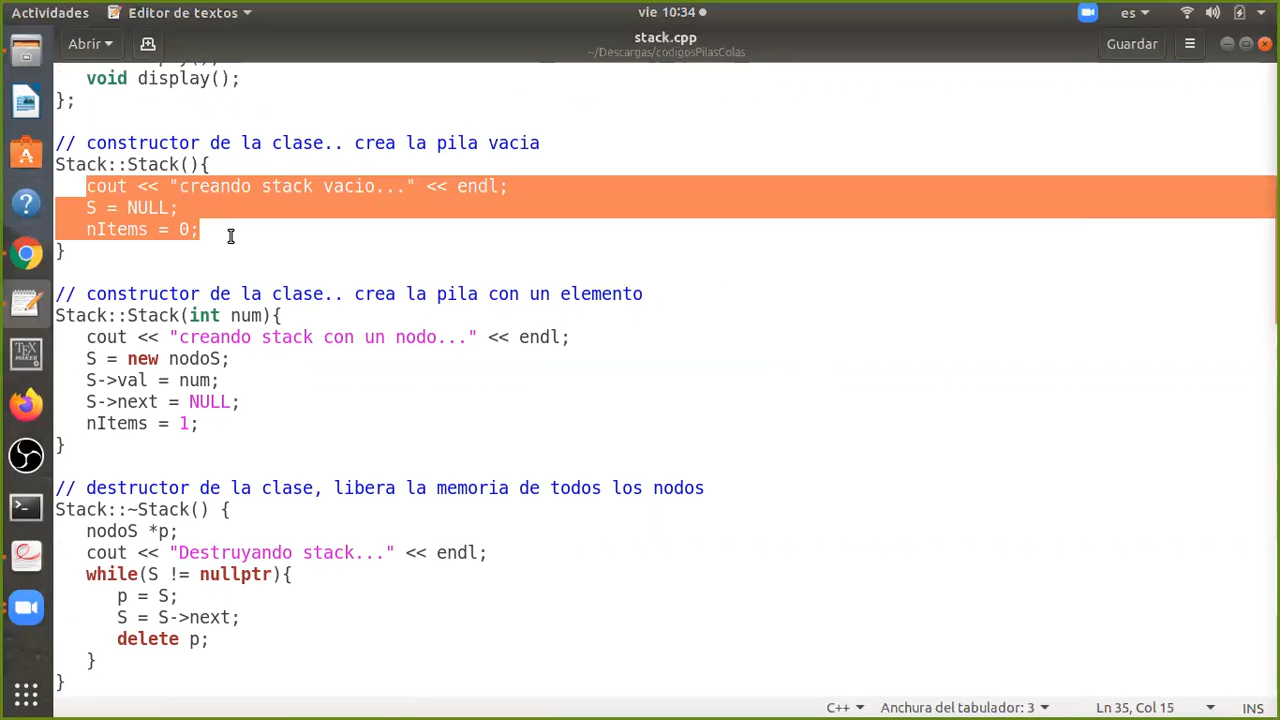 Actividades Editor de textos vie 10:34 es
Abrir stack.cpp Guardar
~/Descargas/codigosPilasColas
void display();
};
// constructor de la clase.. crea la pila vacia
Stack::Stack(){
cout << "creando stack vacio..." << endl;
S = NULL;
nItems = 0;
}
// constructor de la clase.. crea la pila con un elemento
Stack::Stack(int num){
cout << "creando stack con un nodo..." << endl;
S = new nodoS;
S->val = num;
S->next = NULL;
nItems = 1;
}
// destructor de la clase, libera la memoria de todos los nodos
Stack::~Stack() {
nodoS *p;
cout << "Destruyando stack..." << endl;
while(S != nullptr){
p = S;
S = S->next;
delete p;
}
}
C++ Anchura del tabulador: 3 Ln 35, Col 15 INS